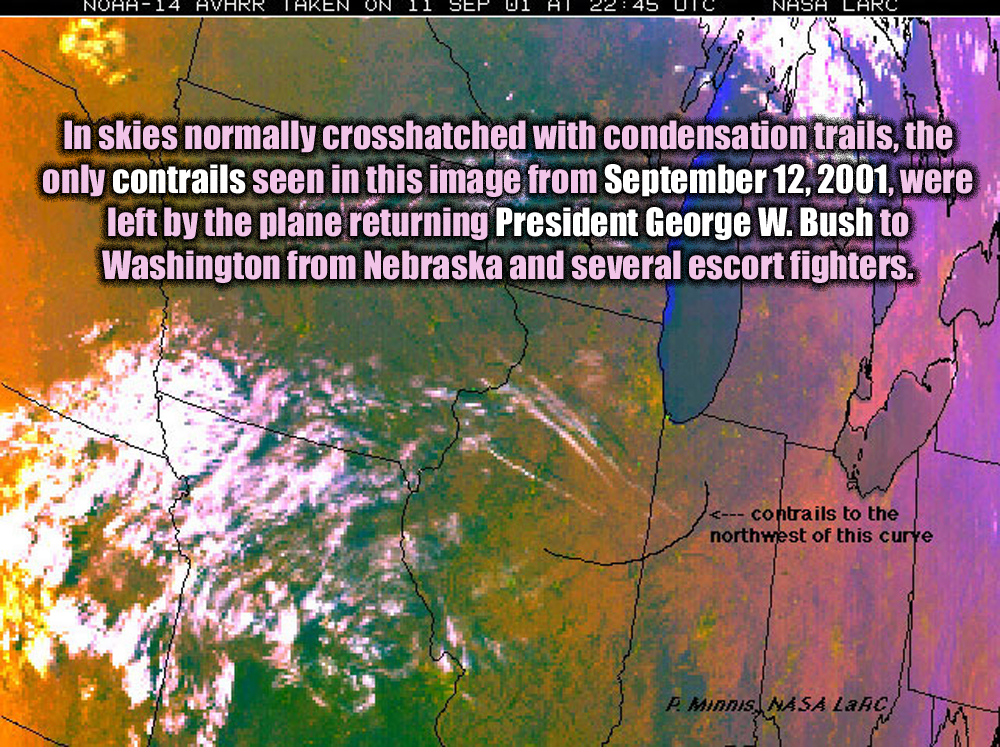 NOAA-14 AVHRR TAKEN ON 11 SEP 01 AT 22:45 UTC NASA LARC
1
In skies normally crosshatched with condensation trails, the
only contrails seen in this image from September 12, 2001, were
left by the plane returning President George W. Bush to
Washington from Nebraska and several escort fighters.
<--- contrails to the
northwest of this curve
P. Minnis, NASA LaRC